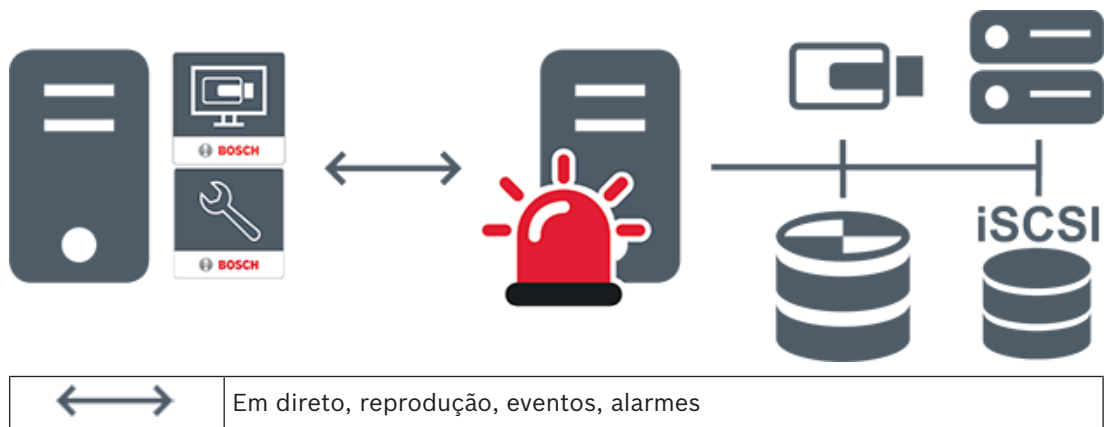 BOSCH
BOSCH
iSCSI
Em direto, reprodução, eventos, alarmes